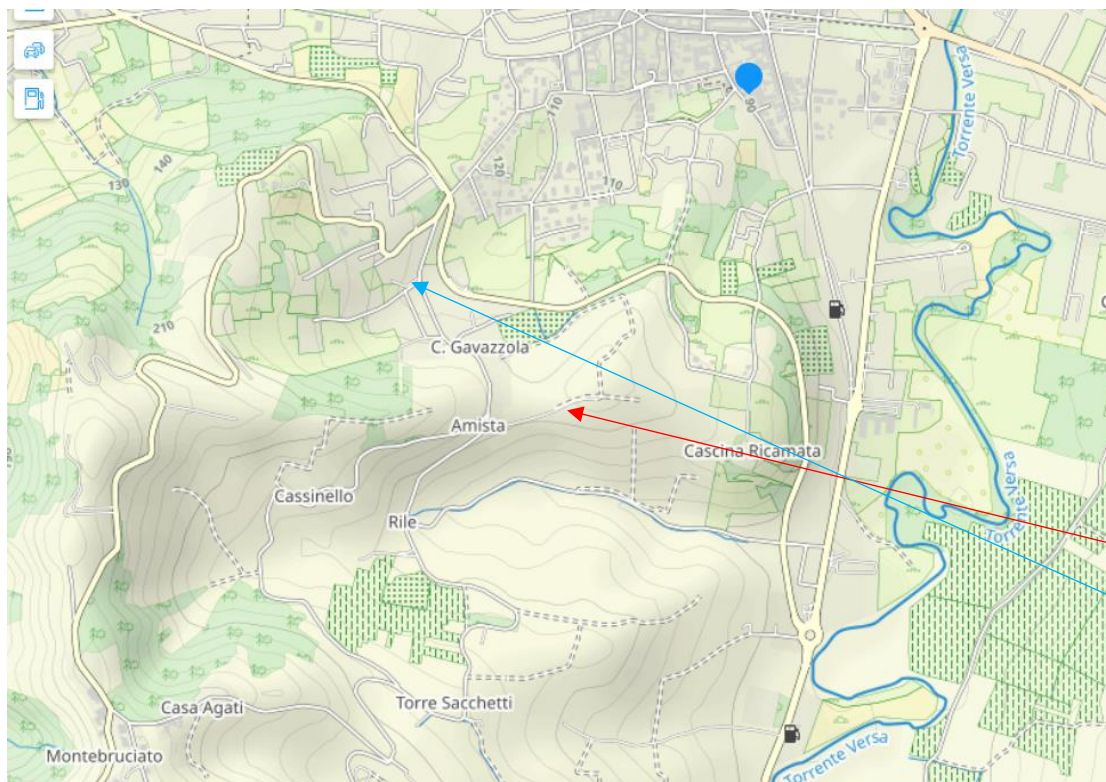 Torrente Versa
110
90
120
110
140
130
210
C. Gavazzola
Amista
Cascina Ricamata
Cassinello
Rile
Torrente Versa
Casa Agati
Torre Sacchetti
Montebruciato
Torrente Versa